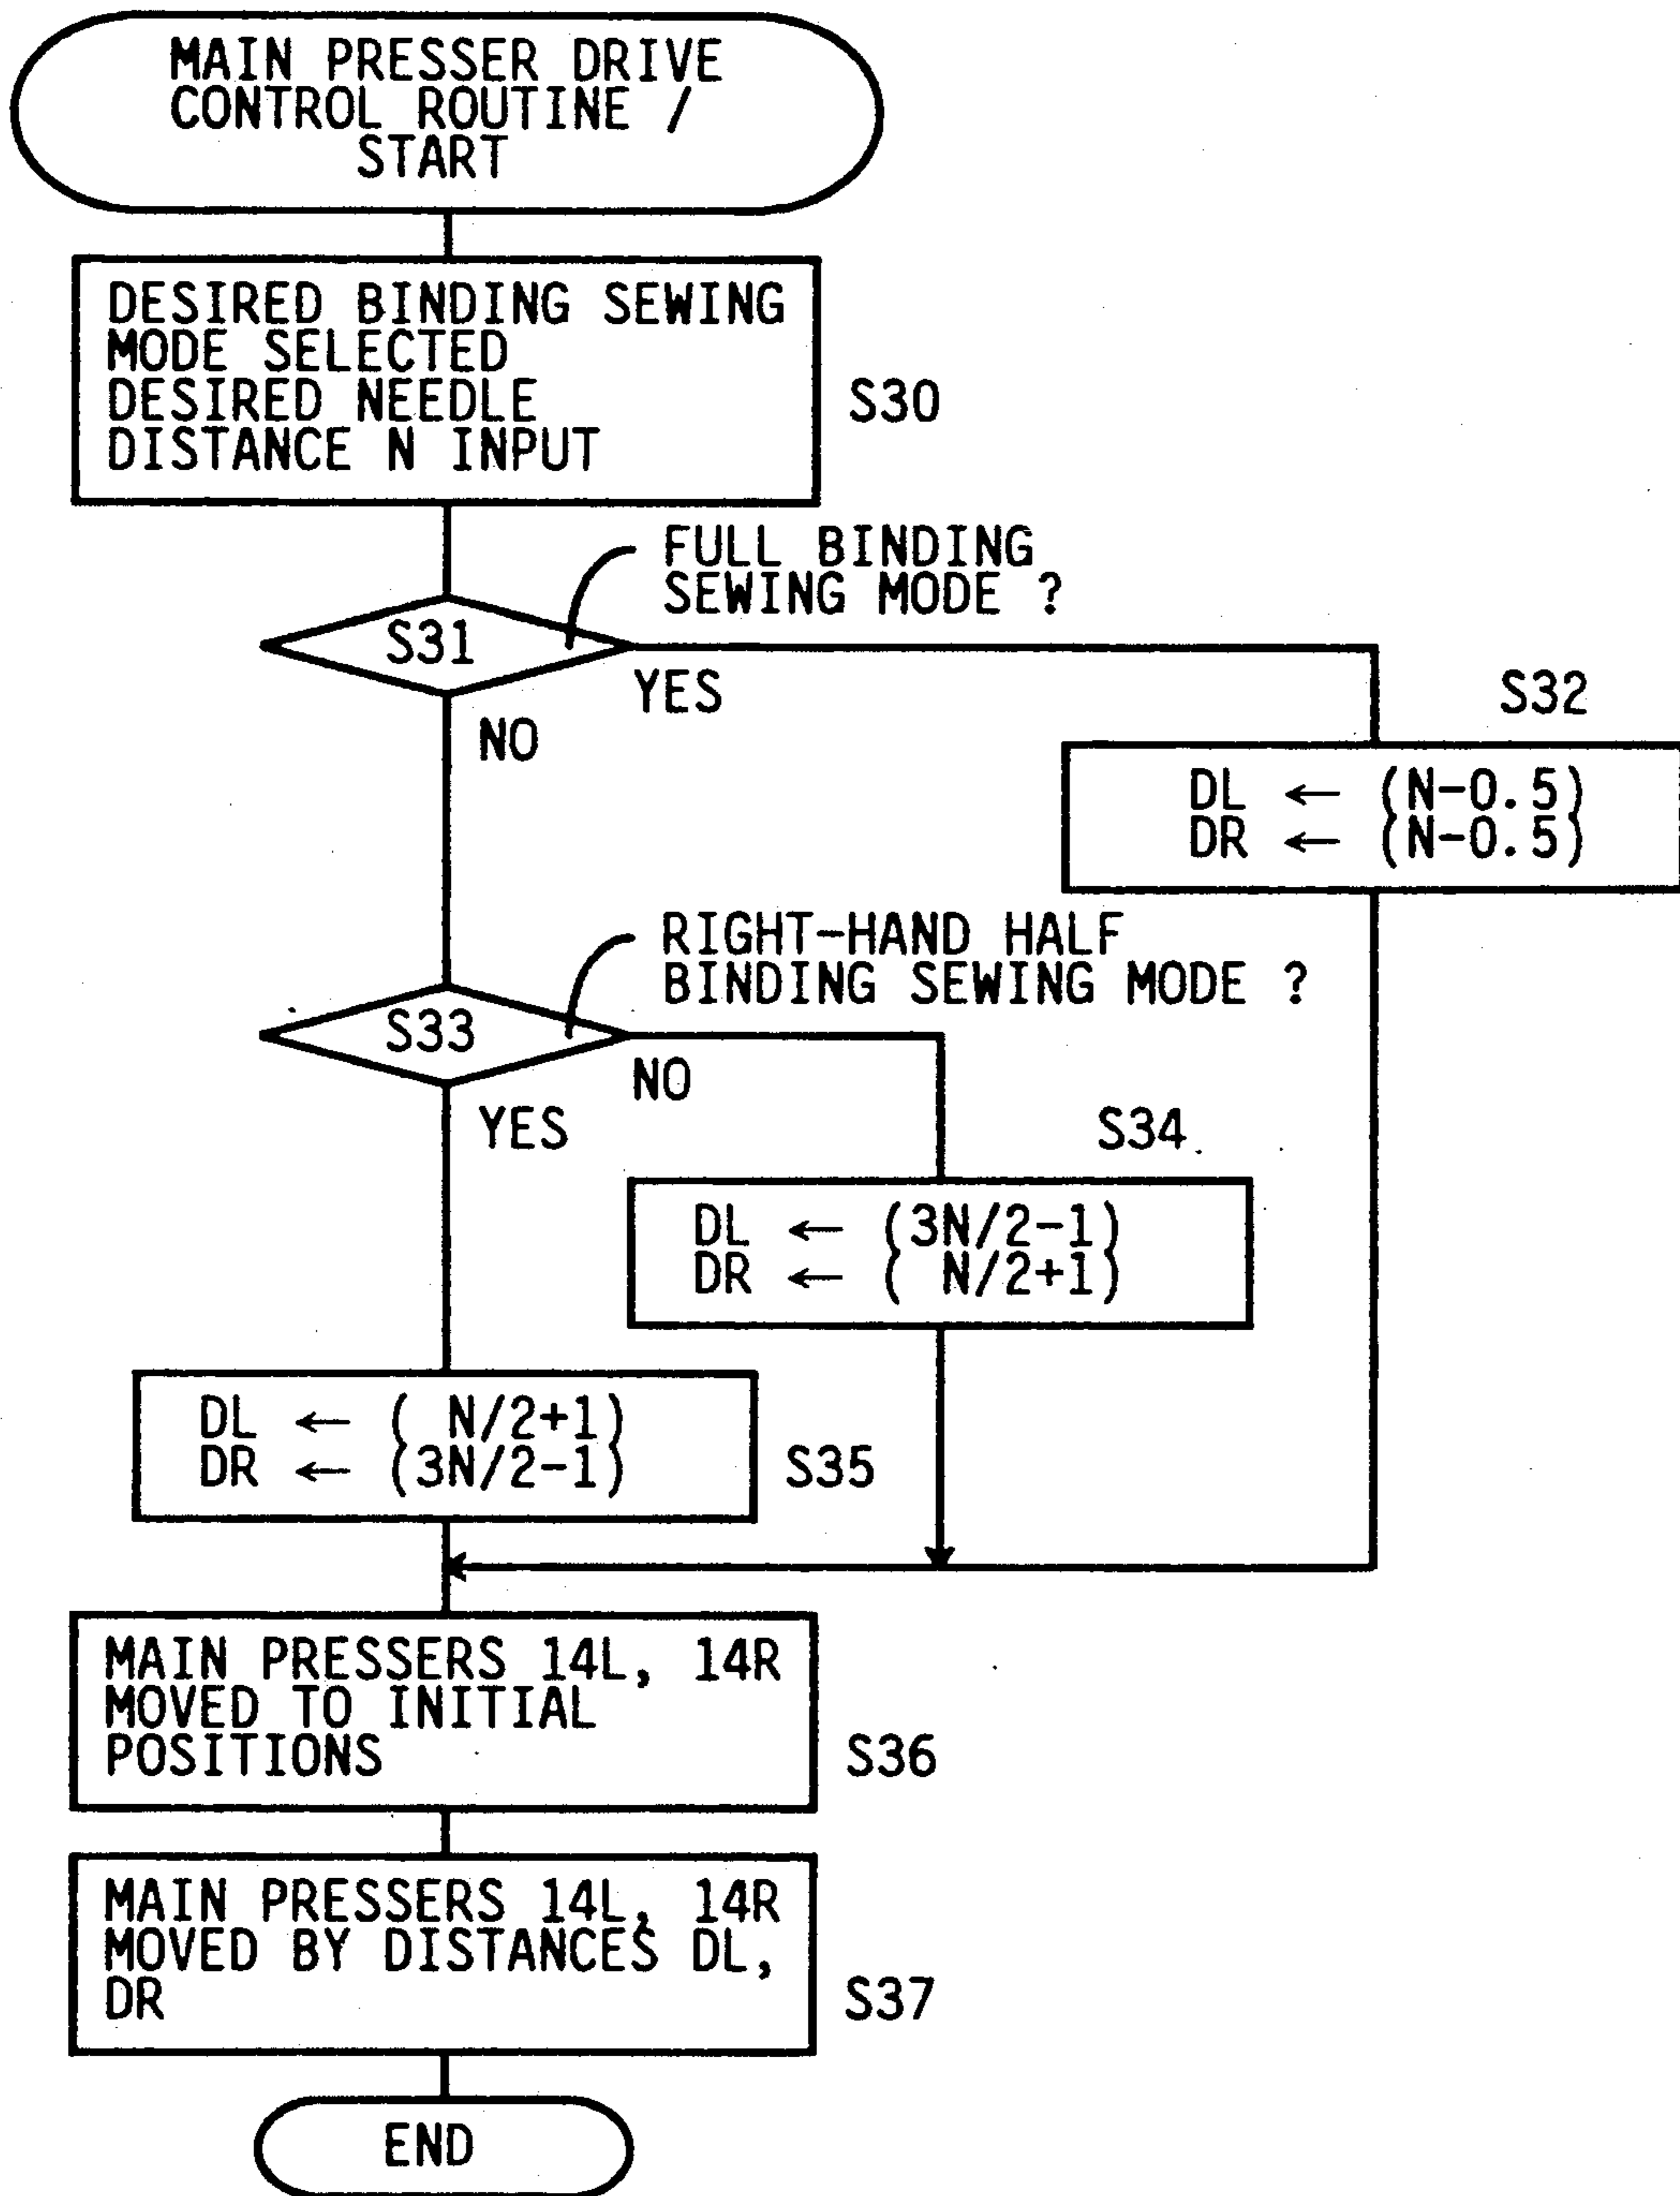 MAIN PRESSER DRIVE
CONTROL ROUTINE /
START
DESIRED BINDING SEWING
MODE SELECTED
DESIRED NEEDLE
DISTANCE N INPUT
S30
FULL BINDING
SEWING MODE ?
S31
YES
NO
S32
DL ← (N-0.5)
DR ← (N-0.5)
RIGHT-HAND HALF
BINDING SEWING MODE ?
S33
NO
YES
S34
DL ← (3N/2-1)
DR ← ( N/2+1)
DL ← ( N/2+1)
DR ← (3N/2-1)
S35
MAIN PRESSERS 14L, 14R
MOVED TO INITIAL
POSITIONS
S36
MAIN PRESSERS 14L, 14R
MOVED BY DISTANCES DL,
DR
S37
END